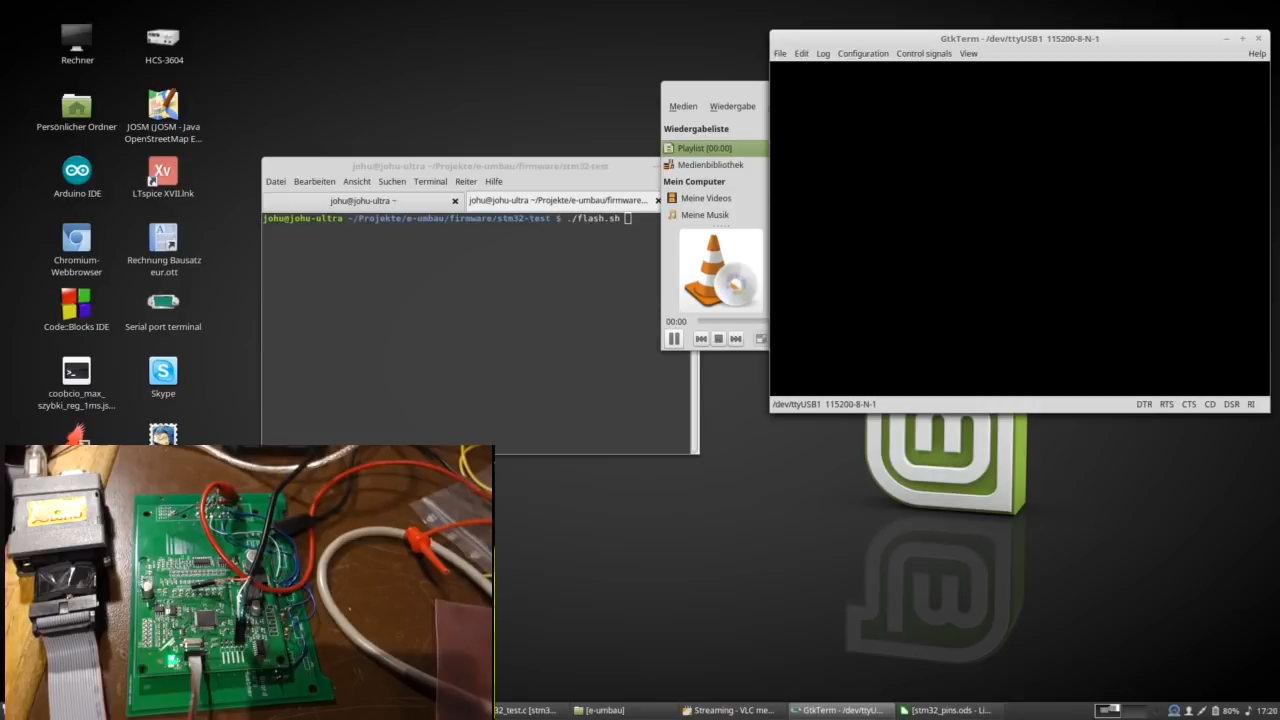 Rechner
HCS-3604
Persönlicher Ordner
JOSM (JOSM - Java
OpenStreetMap E...
Arduino IDE
LTspice XVII.lnk
Chromium-
Webbrowser
Rechnung Bausatz
eur.ott
Code::Blocks IDE
Serial port terminal
coobcio_max_
szybki_reg_1ms.js...
Skype
johu@johu-ultra ~/Projekte/e-umbau/firmware/stm32-test
Datei Bearbeiten Ansicht Suchen Terminal Reiter Hilfe
johu@johu-ultra ~
johu@johu-ultra ~/Projekte/e-umbau/firmware...
johu@johu-ultra ~/Projekte/e-umbau/firmware/stm32-test $ ./flash.sh
Medien Wiedergabe
Wiedergabeliste
Playlist [00:00]
Medienbibliothek
Mein Computer
Meine Videos
Meine Musik
00:00
GtkTerm - /dev/ttyUSB1 115200-8-N-1
File Edit Log Configuration Control signals View Help
/dev/ttyUSB1 115200-8-N-1
DTR RTS CTS CD DSR RI
32_test.c [stm3...
[e-umbau]
Streaming - VLC me...
GtkTerm - /dev/ttyU...
[stm32_pins.ods - Li...
80%
17:20